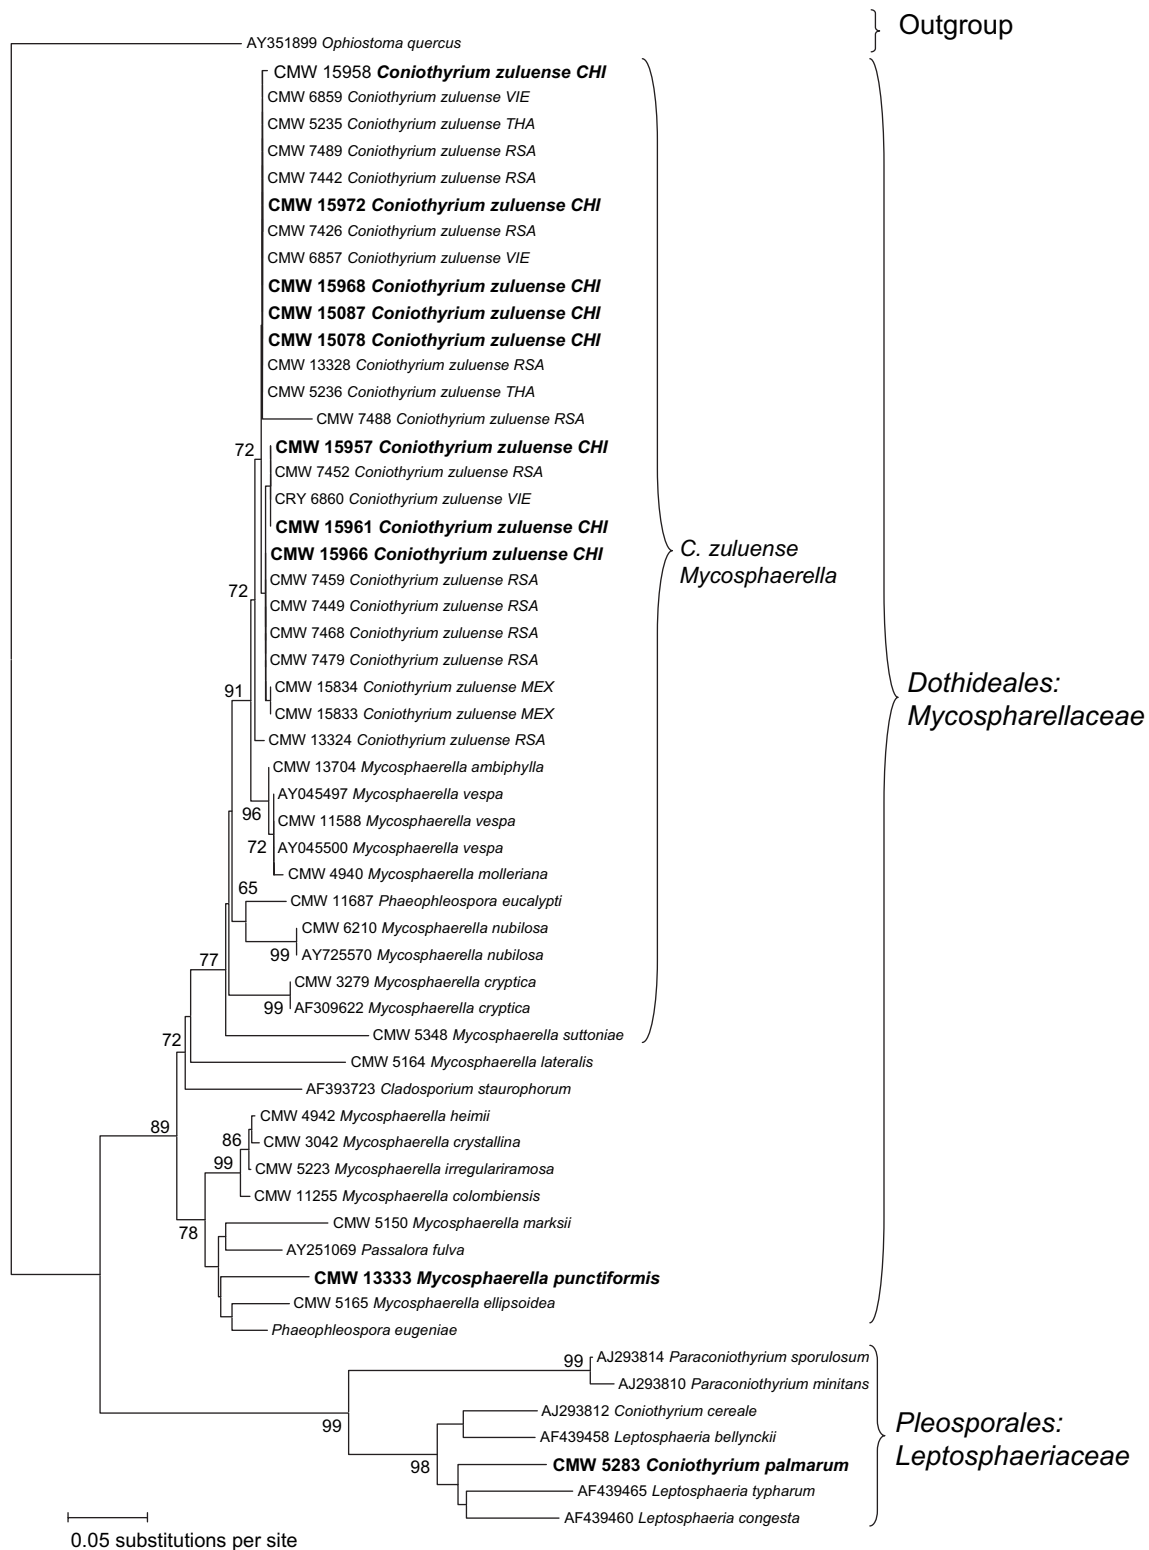 Outgroup
AY351899 Ophiostoma quercus
CMW 15958 Coniothyrium zuluense CHI
CMW 6859 Coniothyrium zuluense VIE
CMW 5235 Coniothyrium zuluense THA
CMW 7489 Coniothyrium zuluense RSA
CMW 7442 Coniothyrium zuluense RSA
CMW 15972 Coniothyrium zuluense CHI
CMW 7426 Coniothyrium zuluense RSA
CMW 6857 Coniothyrium zuluense VIE
CMW 15968 Coniothyrium zuluense CHI
CMW 15087 Coniothyrium zuluense CHI
CMW 15078 Coniothyrium zuluense CHI
CMW 13328 Coniothyrium zuluense RSA
CMW 5236 Coniothyrium zuluense THA
CMW 7488 Coniothyrium zuluense RSA
72
CMW 15957 Coniothyrium zuluense CHI
CMW 7452 Coniothyrium zuluense RSA
CRY 6860 Coniothyrium zuluense VIE
CMW 15961 Coniothyrium zuluense CHI
CMW 15966 Coniothyrium zuluense CHI
C. zuluense
Mycosphaerella
CMW 7459 Coniothyrium zuluense RSA
72
CMW 7449 Coniothyrium zuluense RSA
CMW 7468 Coniothyrium zuluense RSA
CMW 7479 Coniothyrium zuluense RSA
91
CMW 15834 Coniothyrium zuluense MEX
CMW 15833 Coniothyrium zuluense MEX
Dothideales:
Mycospharellaceae
CMW 13324 Coniothyrium zuluense RSA
CMW 13704 Mycosphaerella ambiphylla
AY045497 Mycosphaerella vespa
96
CMW 11588 Mycosphaerella vespa
72
AY045500 Mycosphaerella vespa
CMW 4940 Mycosphaerella molleriana
65
CMW 11687 Phaeophleospora eucalypti
CMW 6210 Mycosphaerella nubilosa
99
AY725570 Mycosphaerella nubilosa
77
CMW 3279 Mycosphaerella cryptica
99
AF309622 Mycosphaerella cryptica
CMW 5348 Mycosphaerella suttoniae
72
CMW 5164 Mycosphaerella lateralis
AF393723 Cladosporium staurophorum
CMW 4942 Mycosphaerella heimii
89
86
CMW 3042 Mycosphaerella crystallina
99
CMW 5223 Mycosphaerella irregulariramosa
CMW 11255 Mycosphaerella colombiensis
78
CMW 5150 Mycosphaerella marksii
AY251069 Passalora fulva
CMW 13333 Mycosphaerella punctiformis
CMW 5165 Mycosphaerella ellipsoidea
Phaeophleospora eugeniae
99
AJ293814 Paraconiothyrium sporulosum
AJ293810 Paraconiothyrium minitans
99
AJ293812 Coniothyrium cereale
AF439458 Leptosphaeria bellynckii
98
CMW 5283 Coniothyrium palmarum
Pleosporales:
Leptosphaeriaceae
AF439465 Leptosphaeria typharum
AF439460 Leptosphaeria congesta
0.05 substitutions per site